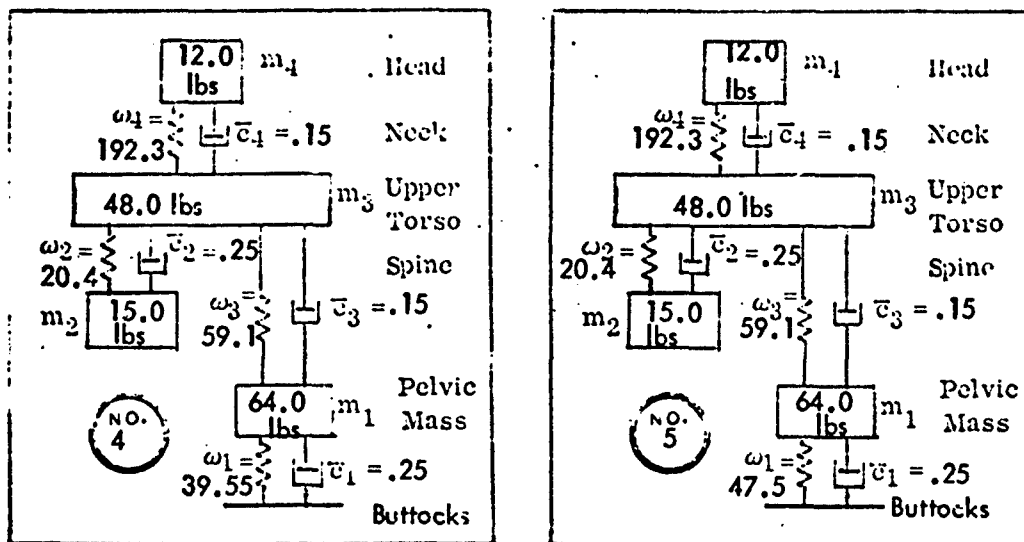 12.0 lbs m4 Head
ω4= 192.3 c̄4 = .15 Neck
48.0 lbs m3 Upper Torso
ω2= 20.4 c̄2 = .25 Spine
m2 15.0 lbs
ω3= 59.1 c̄3 = .15
64.0 lbs m1 Pelvic Mass
NO. 4
ω1= 39.55 c̄1 = .25
Buttocks
12.0 lbs m4 Head
ω4= 192.3 c̄4 = .15 Neck
48.0 lbs m3 Upper Torso
ω2= 20.4 c̄2 = .25 Spine
m2 15.0 lbs
ω3= 59.1 c̄3 = .15
64.0 lbs m1 Pelvic Mass
NO. 5
ω1= 47.5 c̄1 = .25
Buttocks